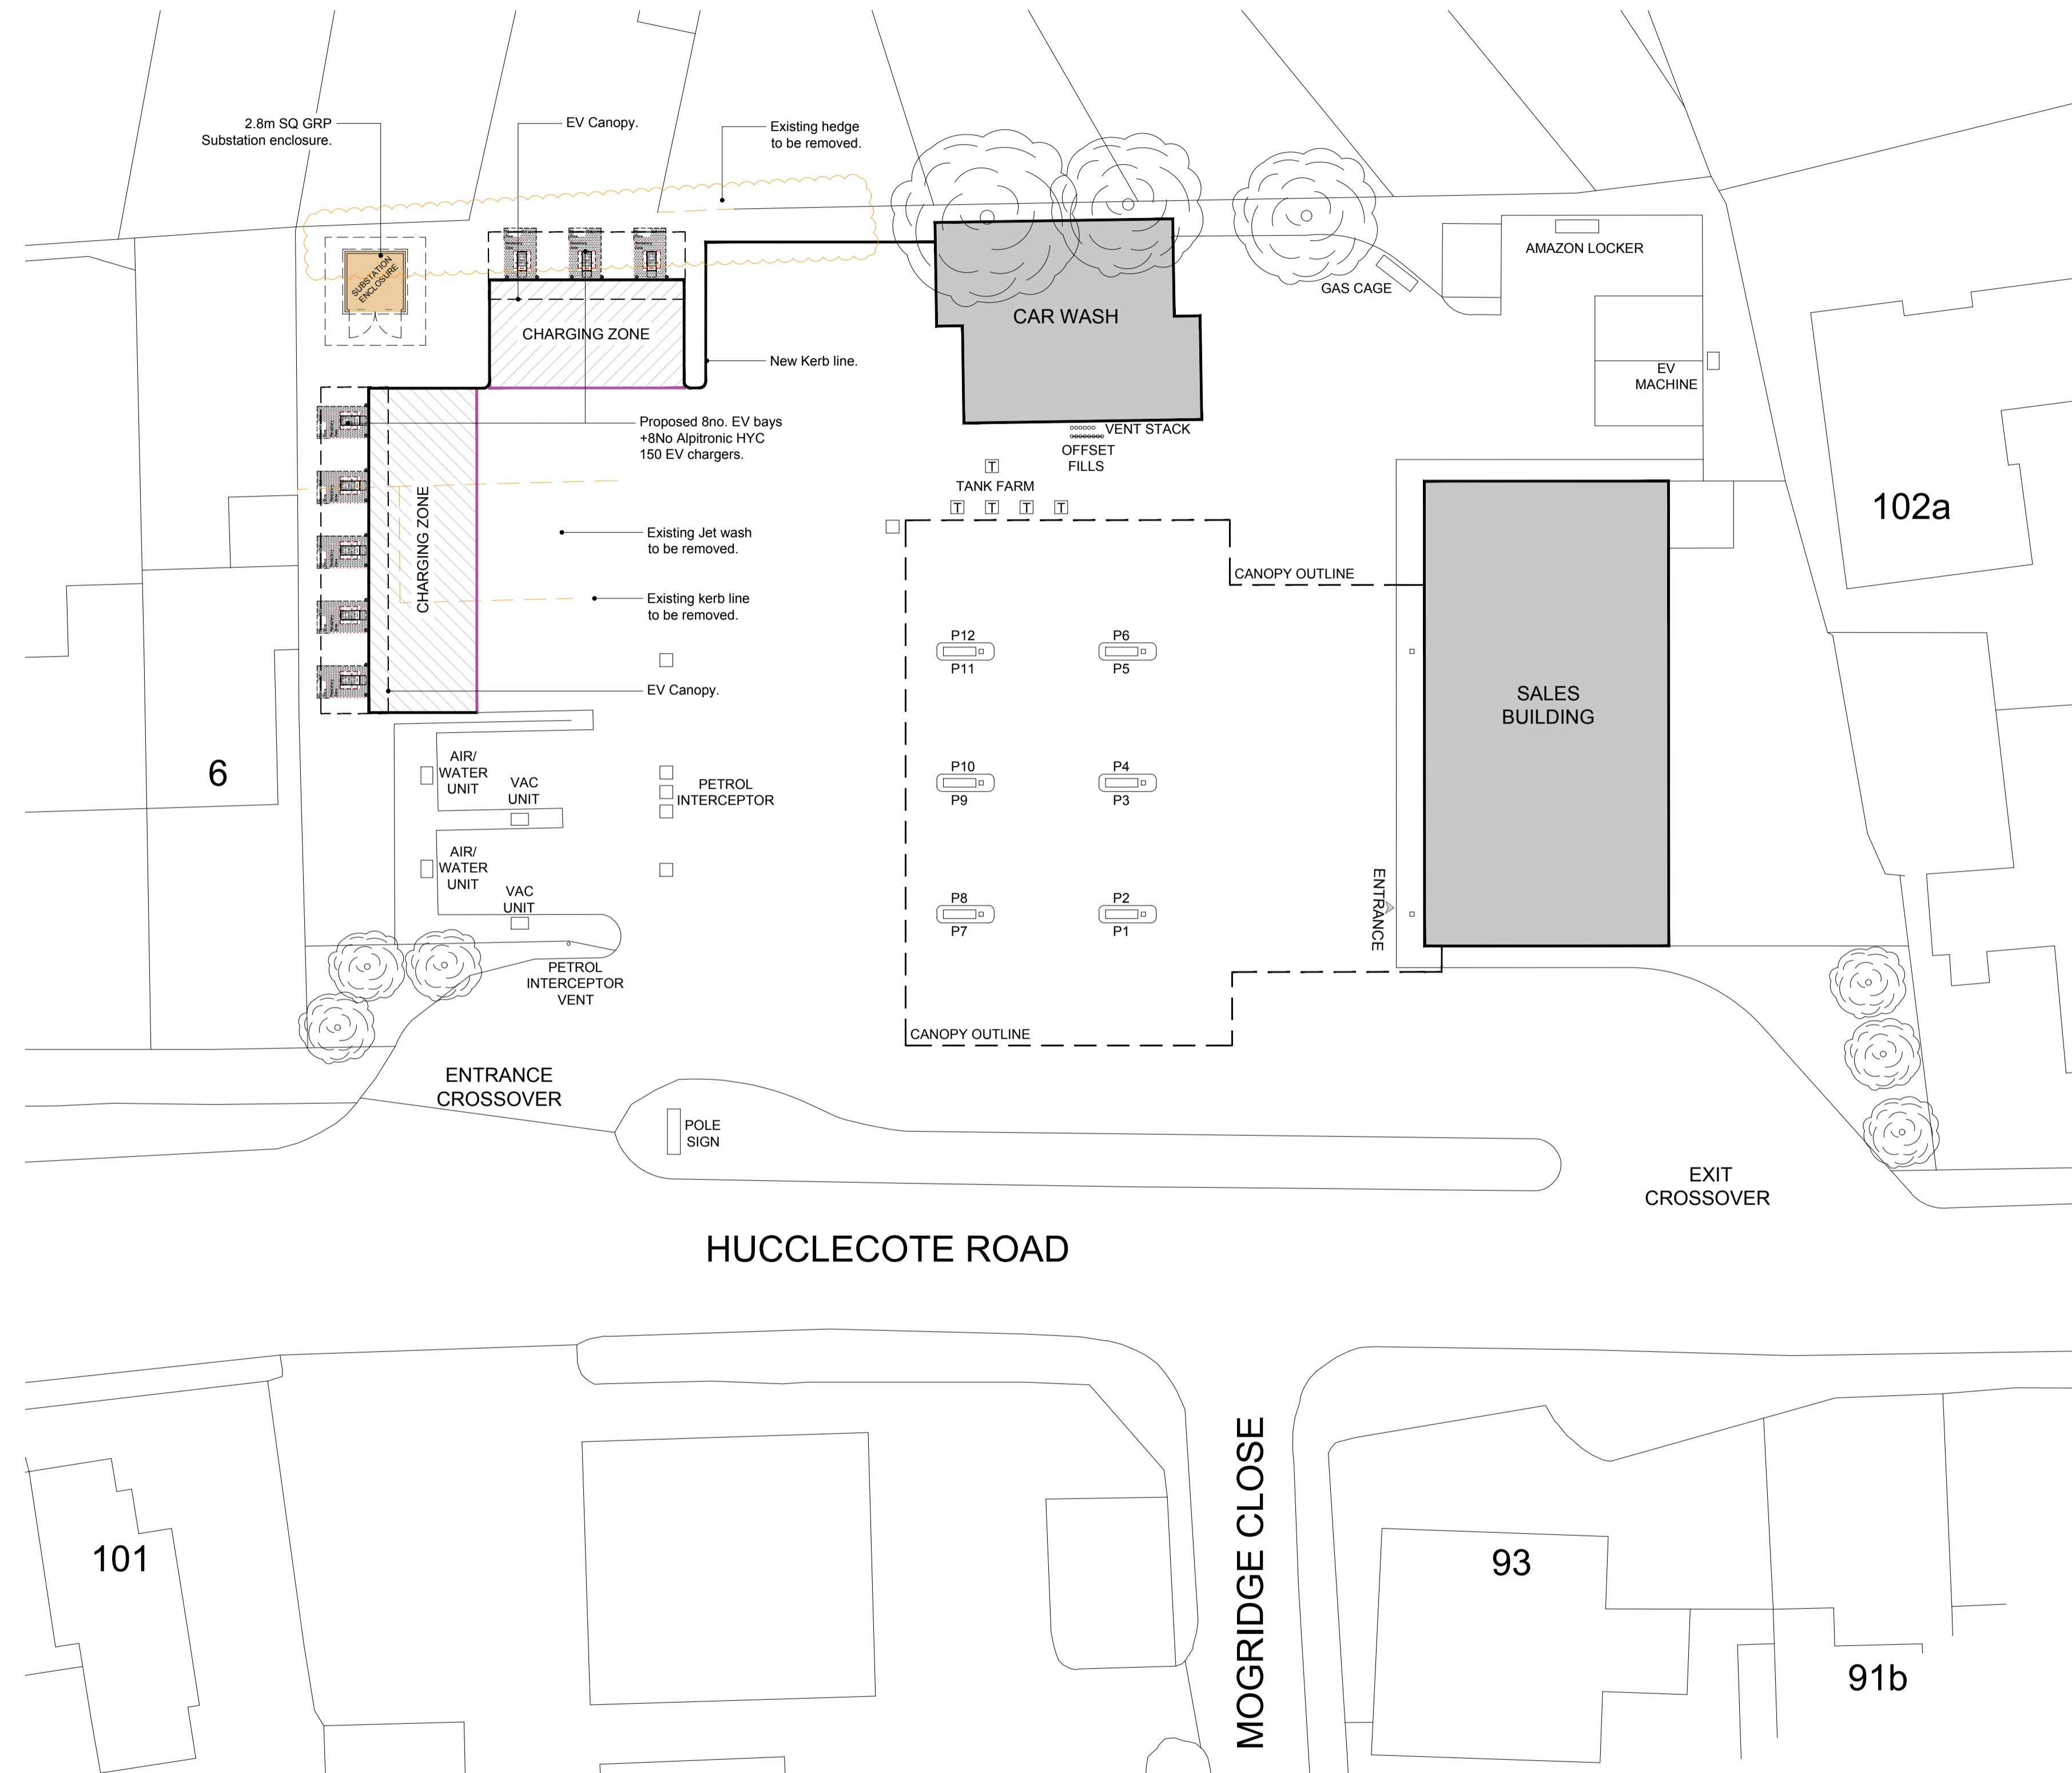 2.8m SQ GRP
Substation enclosure.
EV Canopy.
Existing hedge
to be removed.
SUBSTATION
ENCLOSURE
CHARGING ZONE
New Kerb line.
CAR WASH
GAS CAGE
AMAZON LOCKER
EV
MACHINE
Proposed 8no. EV bays
+8No Alpitronic HYC
150 EV chargers.
VENT STACK
OFFSET
FILLS
T
TANK FARM
T
T
T
T
102a
CHARGING ZONE
Existing Jet wash
to be removed.
CANOPY OUTLINE
Existing kerb line
to be removed.
EV Canopy.
P12
P11
P6
P5
SALES
BUILDING
6
AIR/
WATER
UNIT
VAC
UNIT
PETROL
INTERCEPTOR
P10
P9
P4
P3
AIR/
WATER
UNIT
VAC
UNIT
P8
P7
P2
P1
ENTRANCE
PETROL
INTERCEPTOR
VENT
CANOPY OUTLINE
ENTRANCE
CROSSOVER
POLE
SIGN
EXIT
CROSSOVER
HUCCLECOTE ROAD
MOGRIDGE CLOSE
101
93
91b